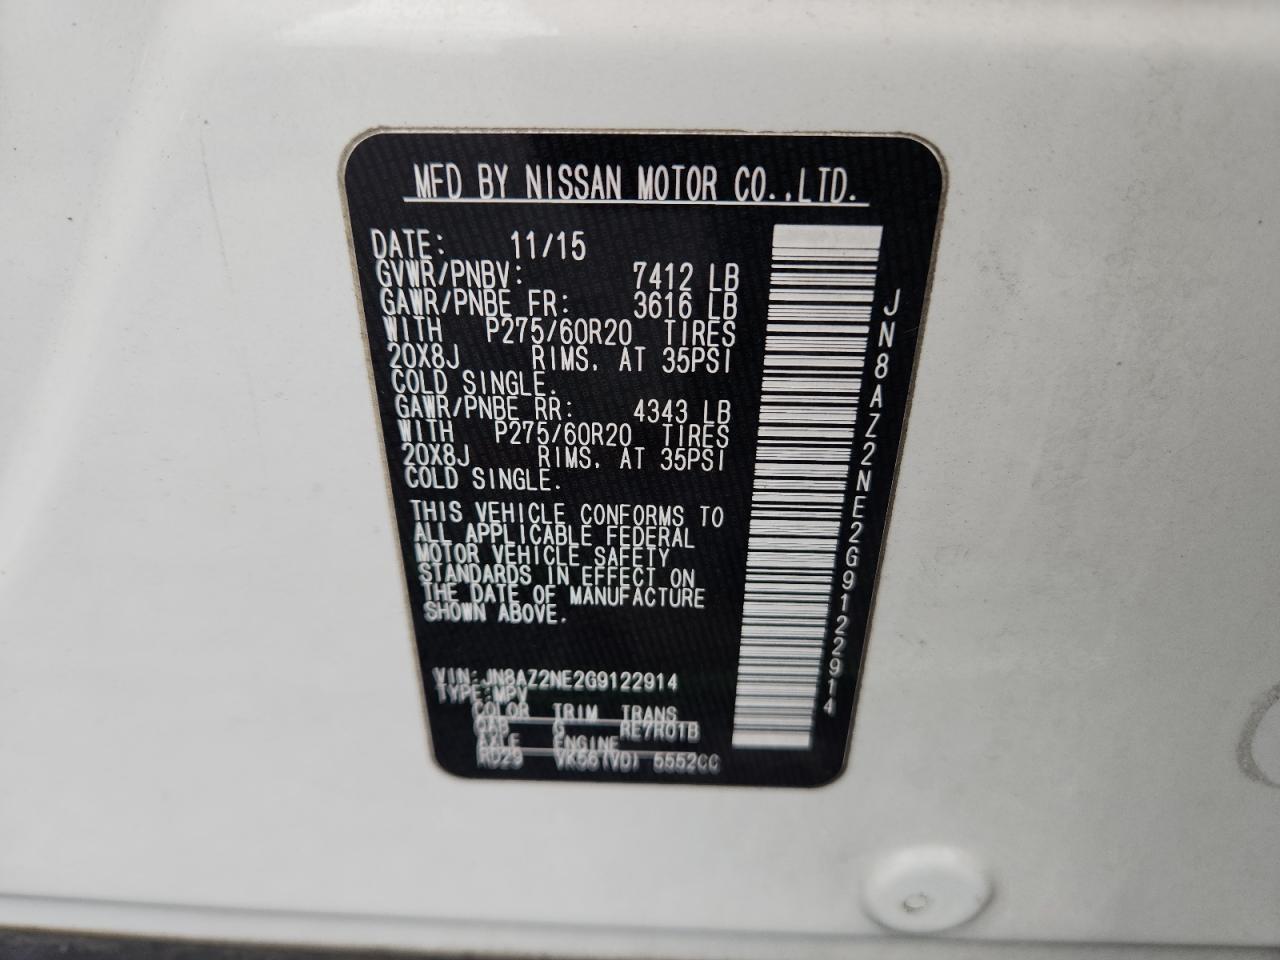 MFD BY NISSAN MOTOR CO.,LTD.
DATE: 11/15
GVWR/PNBV: 7412 LB
GAWR/PNBE FR: 3616 LB
WITH P275/60R20 TIRES
20X8J RIMS, AT 35PSI
COLD SINGLE.
GAWR/PNBE RR: 4343 LB
WITH P275/60R20 TIRES
20X8J RIMS, AT 35PSI
COLD SINGLE.
THIS VEHICLE CONFORMS TO
ALL APPLICABLE FEDERAL
MOTOR VEHICLE SAFETY
STANDARDS IN EFFECT ON
THE DATE OF MANUFACTURE
SHOWN ABOVE.
VIN:JN8AZ2NE2G9122914
TYPE:MPV
COLOR TRIM TRANS
QAB G RE7R01B
AXLE ENGINE
RD29 VK56(VD) 5552CC
JN8AZ2NE2G9122914